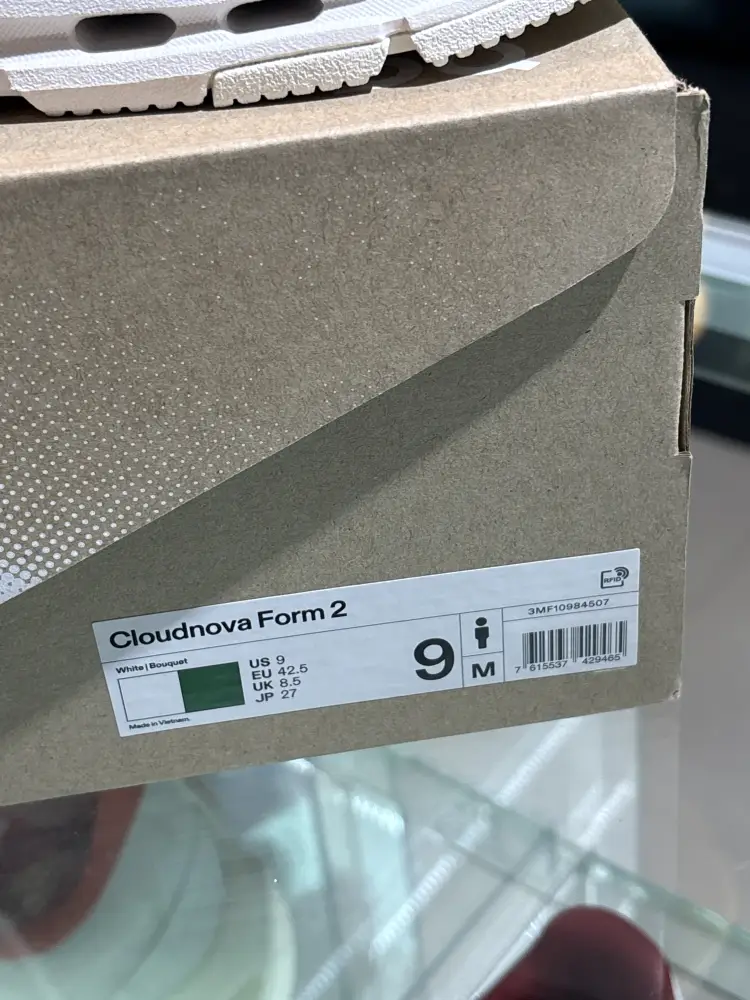 Cloudnova Form 2
White | Bouquet
US 9
EU 42.5
UK 8.5
JP 27
Made in Vietnam.
9
M
RFID
3MF10984507
7 615537 429465